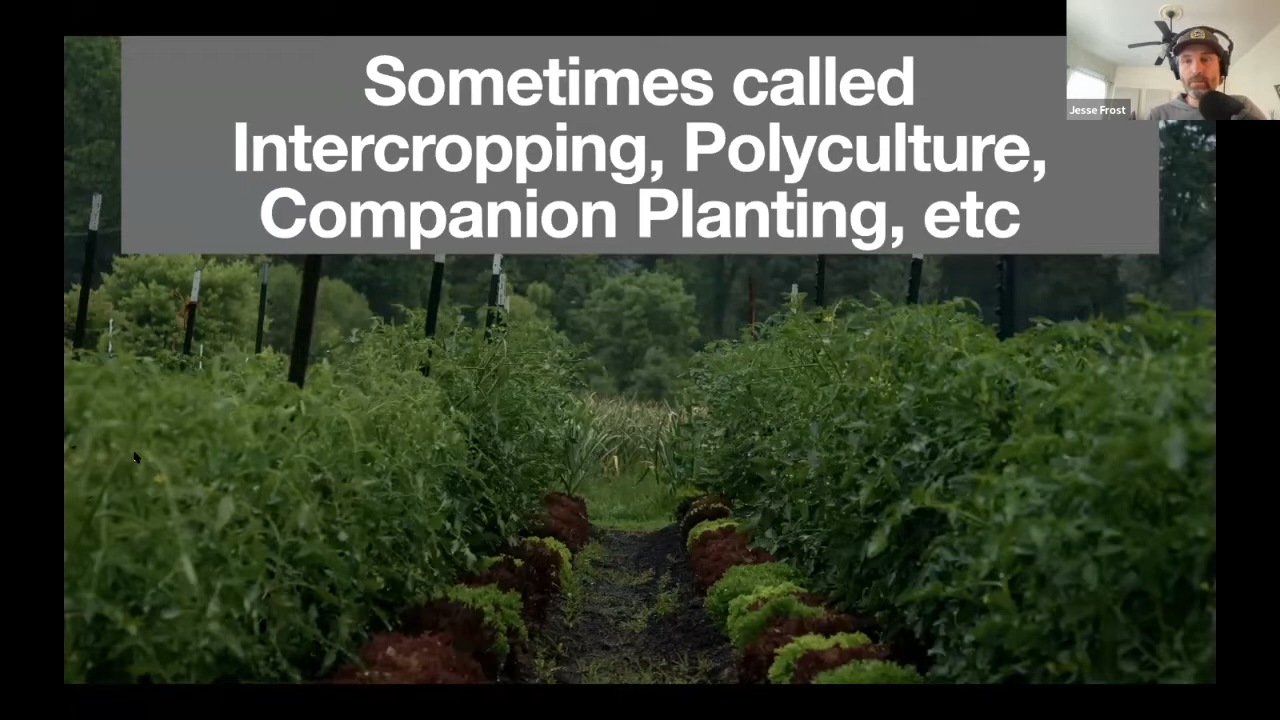 Sometimes called
Intercropping, Polyculture,
Companion Planting, etc
Jesse Frost